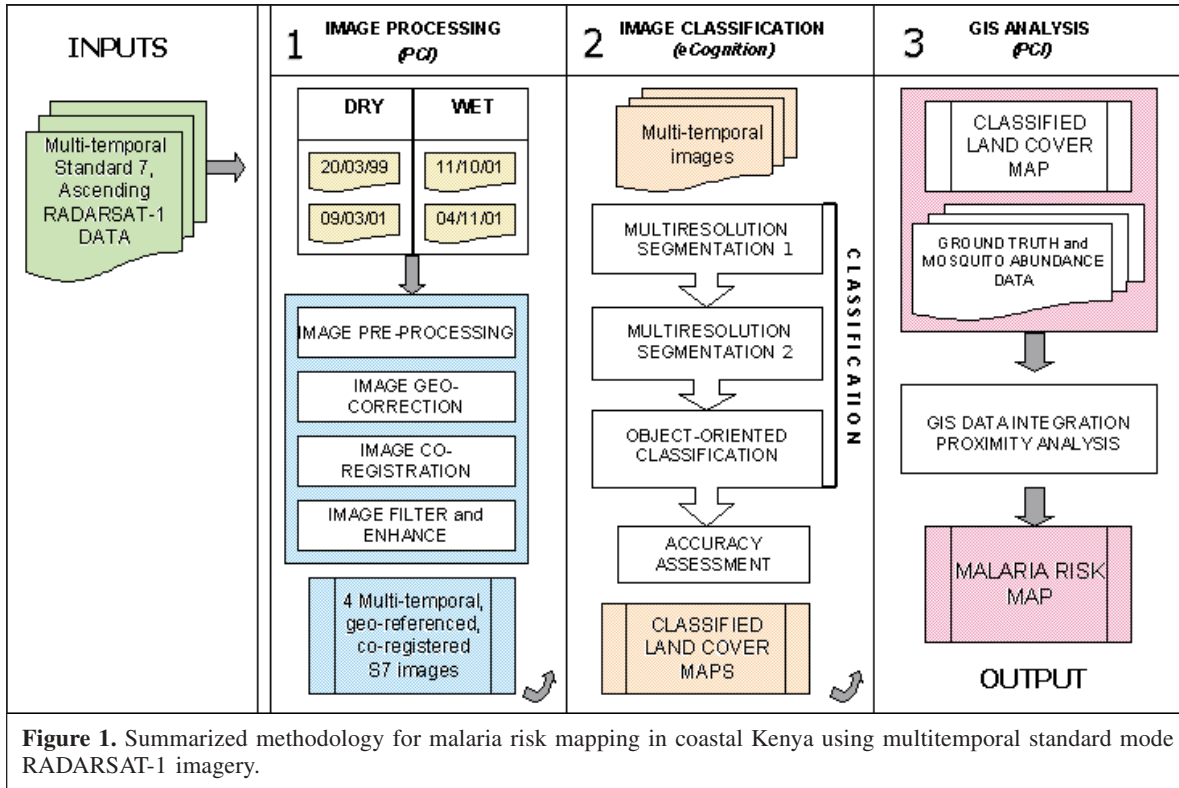 INPUTS
Multi-temporal
Standard 7,
Ascending
RADARSAT-1
DATA
1
IMAGE PROCESSING
(PCI)
DRY
WET
20/03/99
11/10/01
09/03/01
04/11/01
IMAGE PRE-PROCESSING
IMAGE GEO-
CORRECTION
IMAGE CO-
REGISTRATION
IMAGE FILTER and
ENHANCE
4 Multi-temporal,
geo-referenced,
co-registered
S7 images
2
IMAGE CLASSIFICATION
(eCognition)
Multi-temporal
images
MULTIRESOLUTION
SEGMENTATION 1
MULTIRESOLUTION
SEGMENTATION 2
OBJECT-ORIENTED
CLASSIFICATION
CLASSIFICATION
ACCURACY
ASSESSMENT
CLASSIFIED
LAND COVER
MAPS
3
GIS ANALYSIS
(PCI)
CLASSIFIED
LAND COVER
MAP
GROUND TRUTH and
MOSQUITO ABUNDANCE
DATA
GIS DATA INTEGRATION
PROXIMITY ANALYSIS
MALARIA RISK
MAP
OUTPUT
Figure 1. Summarized methodology for malaria risk mapping in coastal Kenya using multitemporal standard mode
RADARSAT-1 imagery.